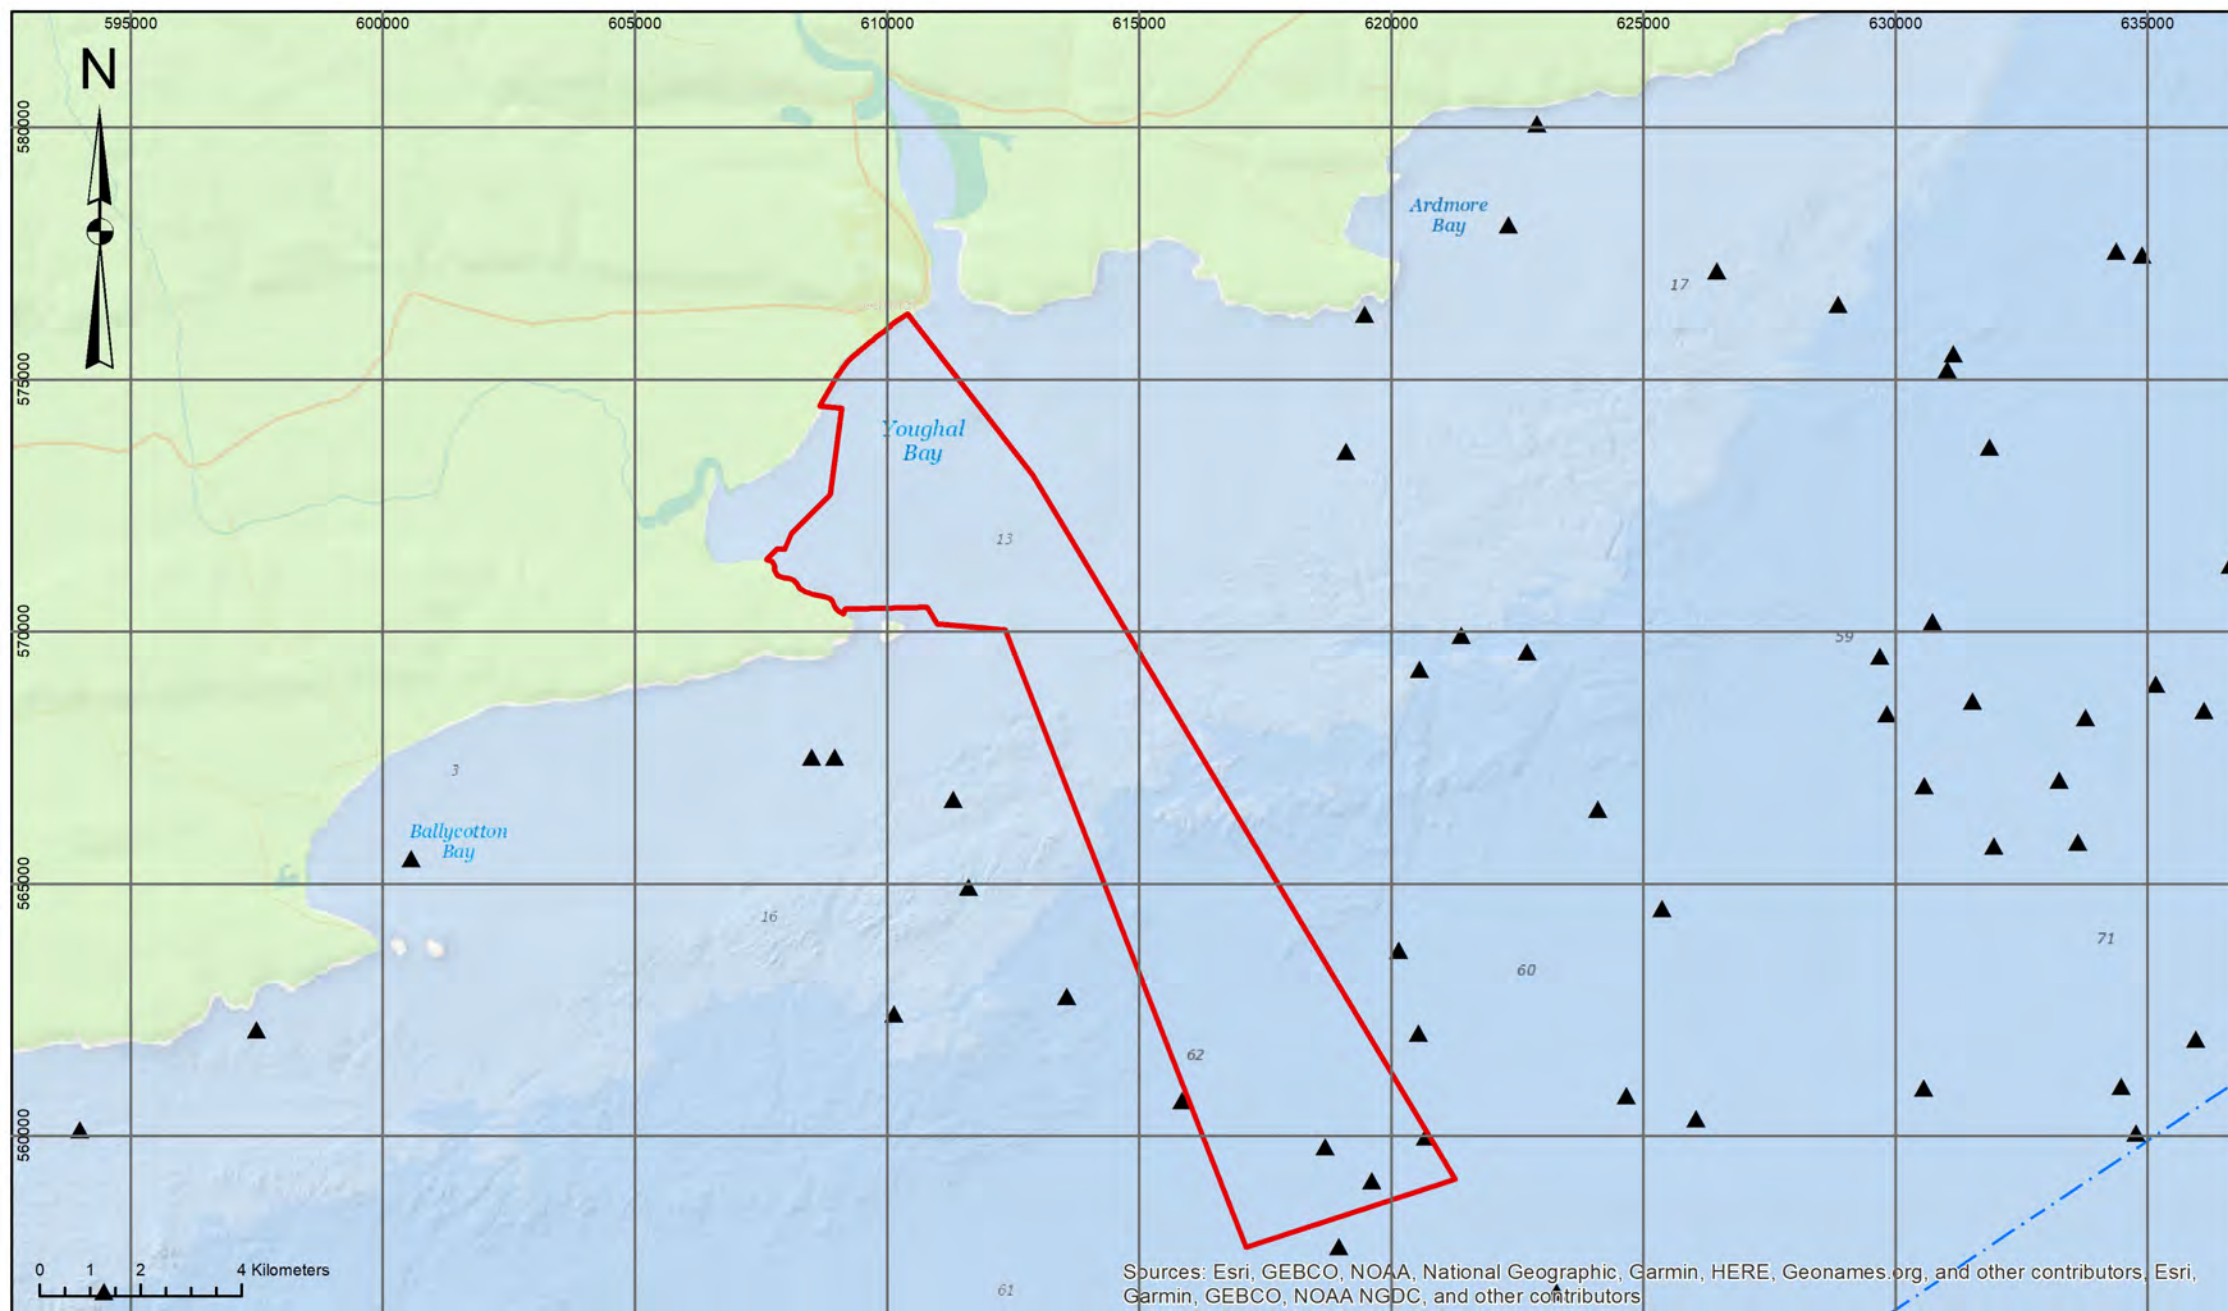 595000 600000 605000 610000 615000 620000 625000 630000 635000
N
580000
575000
570000
565000
560000
Ardmore
Bay
17
Youghal
Bay
13
59
3
Ballycotton
Bay
16
71
60
62
61
0 1 2 4 Kilometers
Sources: Esri, GEBCO, NOAA, National Geographic, Garmin, HERE, Geonames.org, and other contributors, Esri,
Garmin, GEBCO, NOAA NGDC, and other contributors